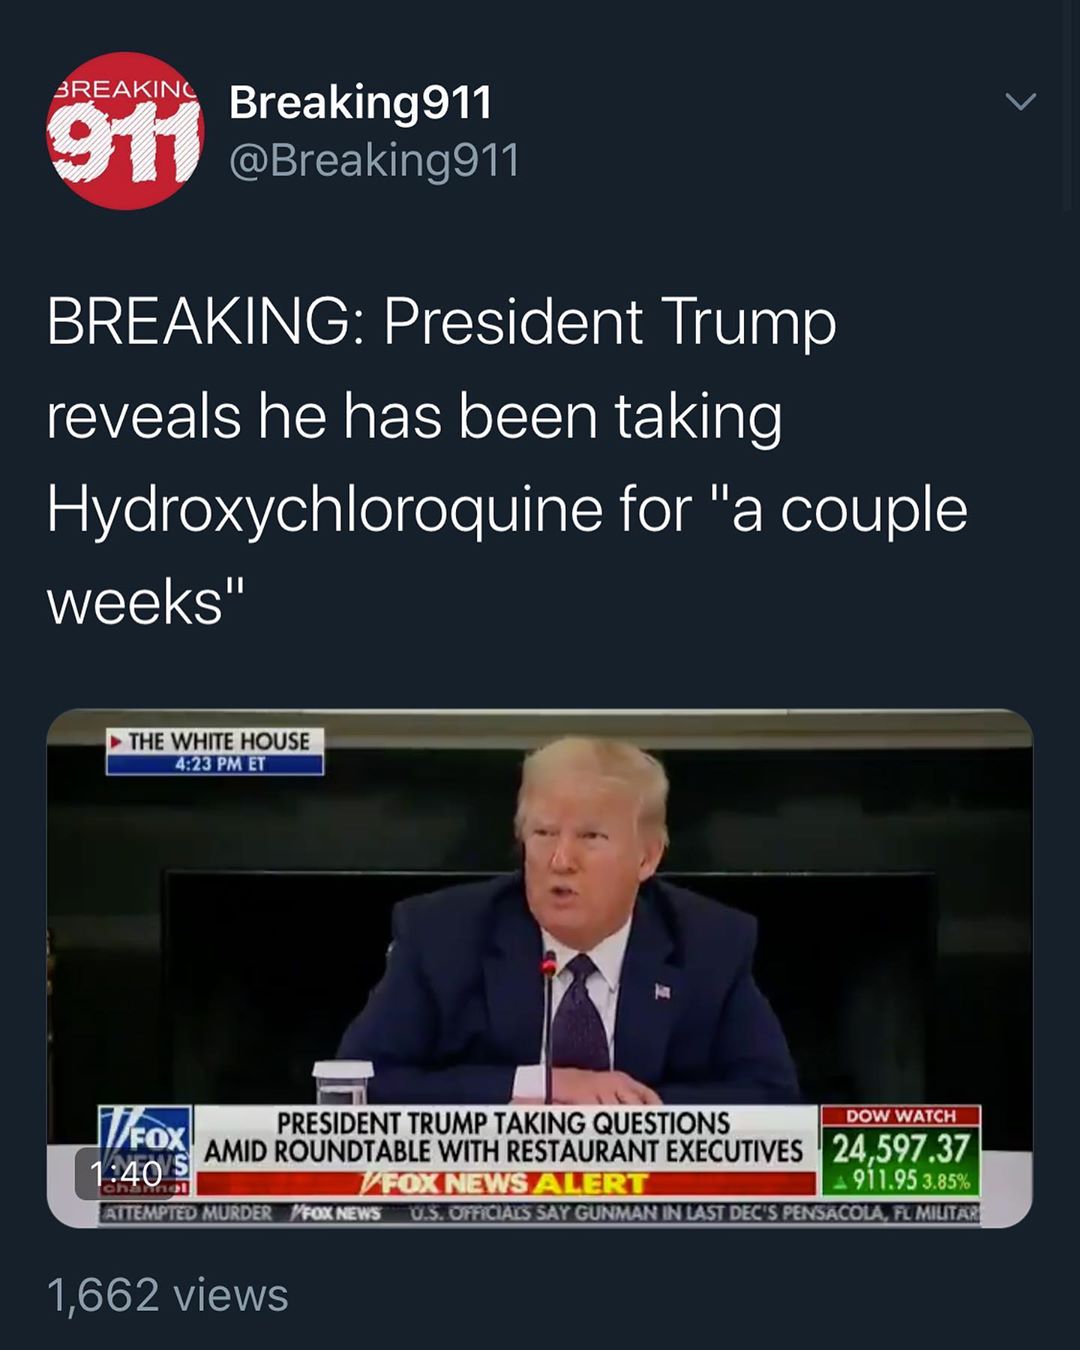 BREAKING
911
Breaking911
@Breaking911
BREAKING: President Trump
reveals he has been taking
Hydroxychloroquine for "a couple
weeks"
THE WHITE HOUSE
4:23 PM ET
FOX
NEWS
channel
1:40
PRESIDENT TRUMP TAKING QUESTIONS
AMID ROUNDTABLE WITH RESTAURANT EXECUTIVES
FOX NEWS ALERT
DOW WATCH
24,597.37
▲ 911.95 3.85%
ATTEMPTED MURDER FOX NEWS U.S. OFFICIALS SAY GUNMAN IN LAST DEC'S PENSACOLA, FL MILITAR
1,662 views